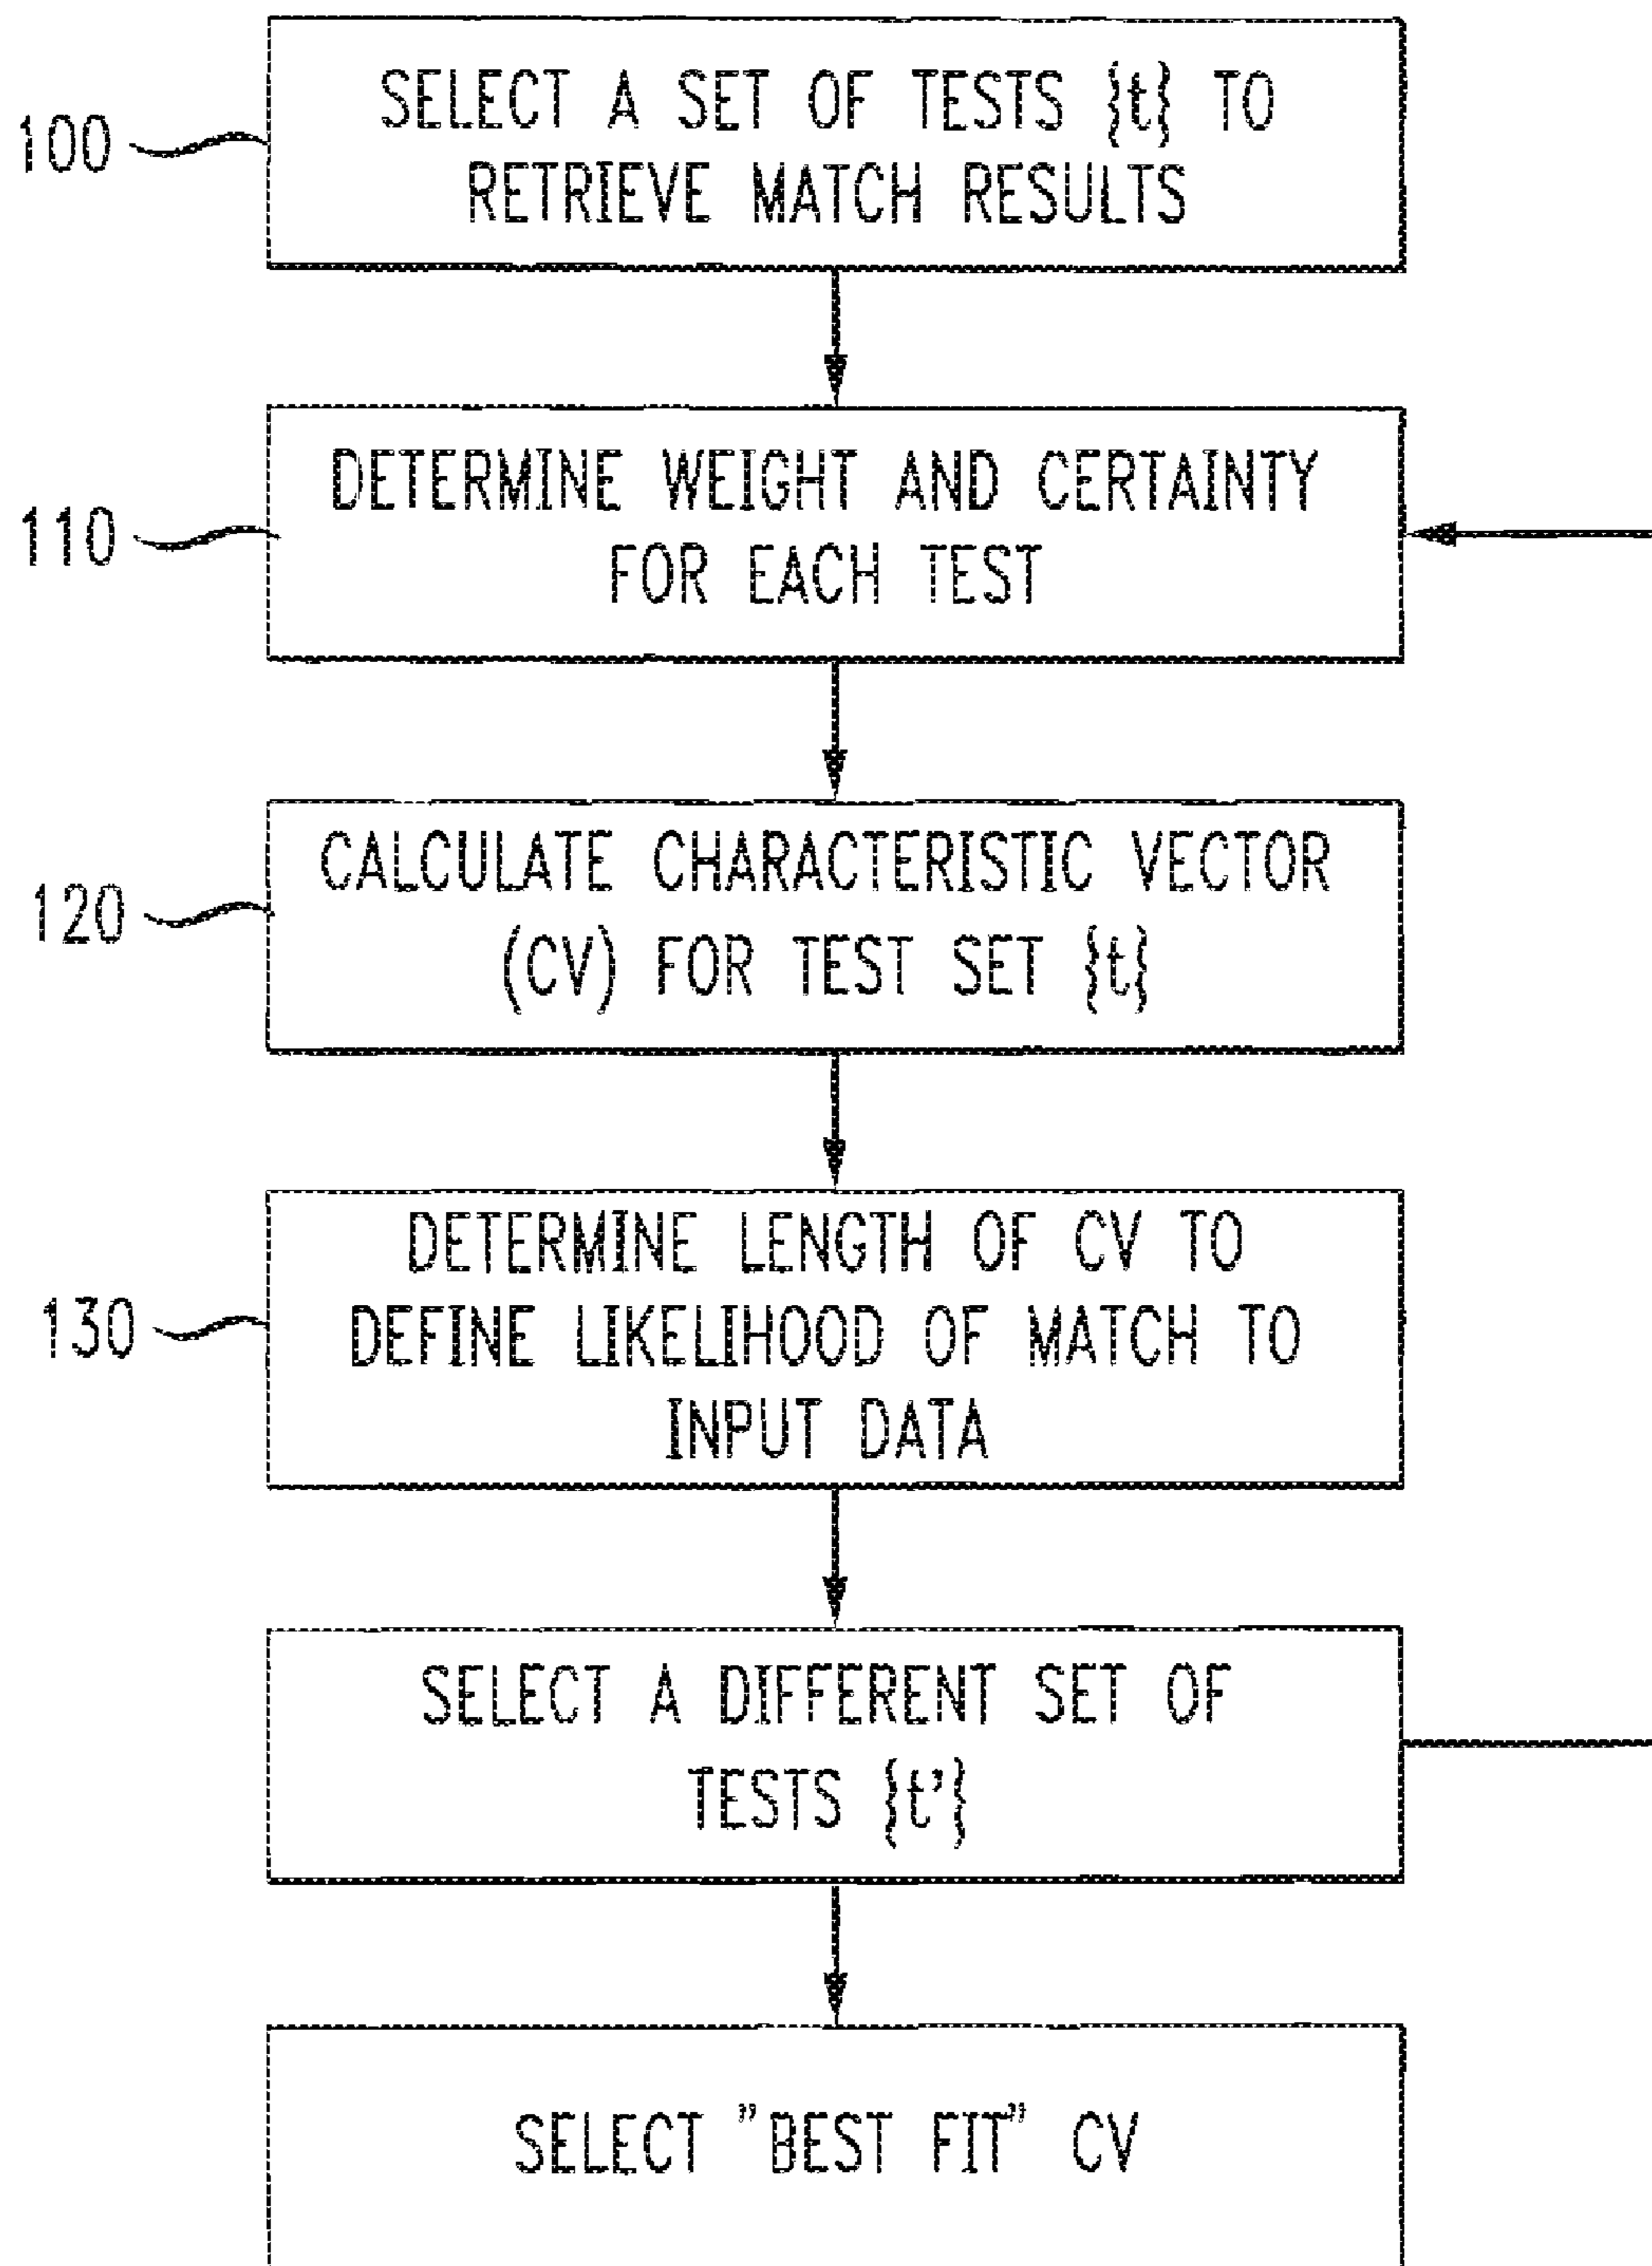 100
SELECT A SET OF TESTS {t} TO
RETRIEVE MATCH RESULTS
110
DETERMINE WEIGHT AND CERTAINTY
FOR EACH TEST
120
CALCULATE CHARACTERISTIC VECTOR
(CV) FOR TEST SET {t}
130
DETERMINE LENGTH OF CV TO
DEFINE LIKELIHOOD OF MATCH TO
INPUT DATA
SELECT A DIFFERENT SET OF
TESTS {t'}
SELECT "BEST FIT" CV